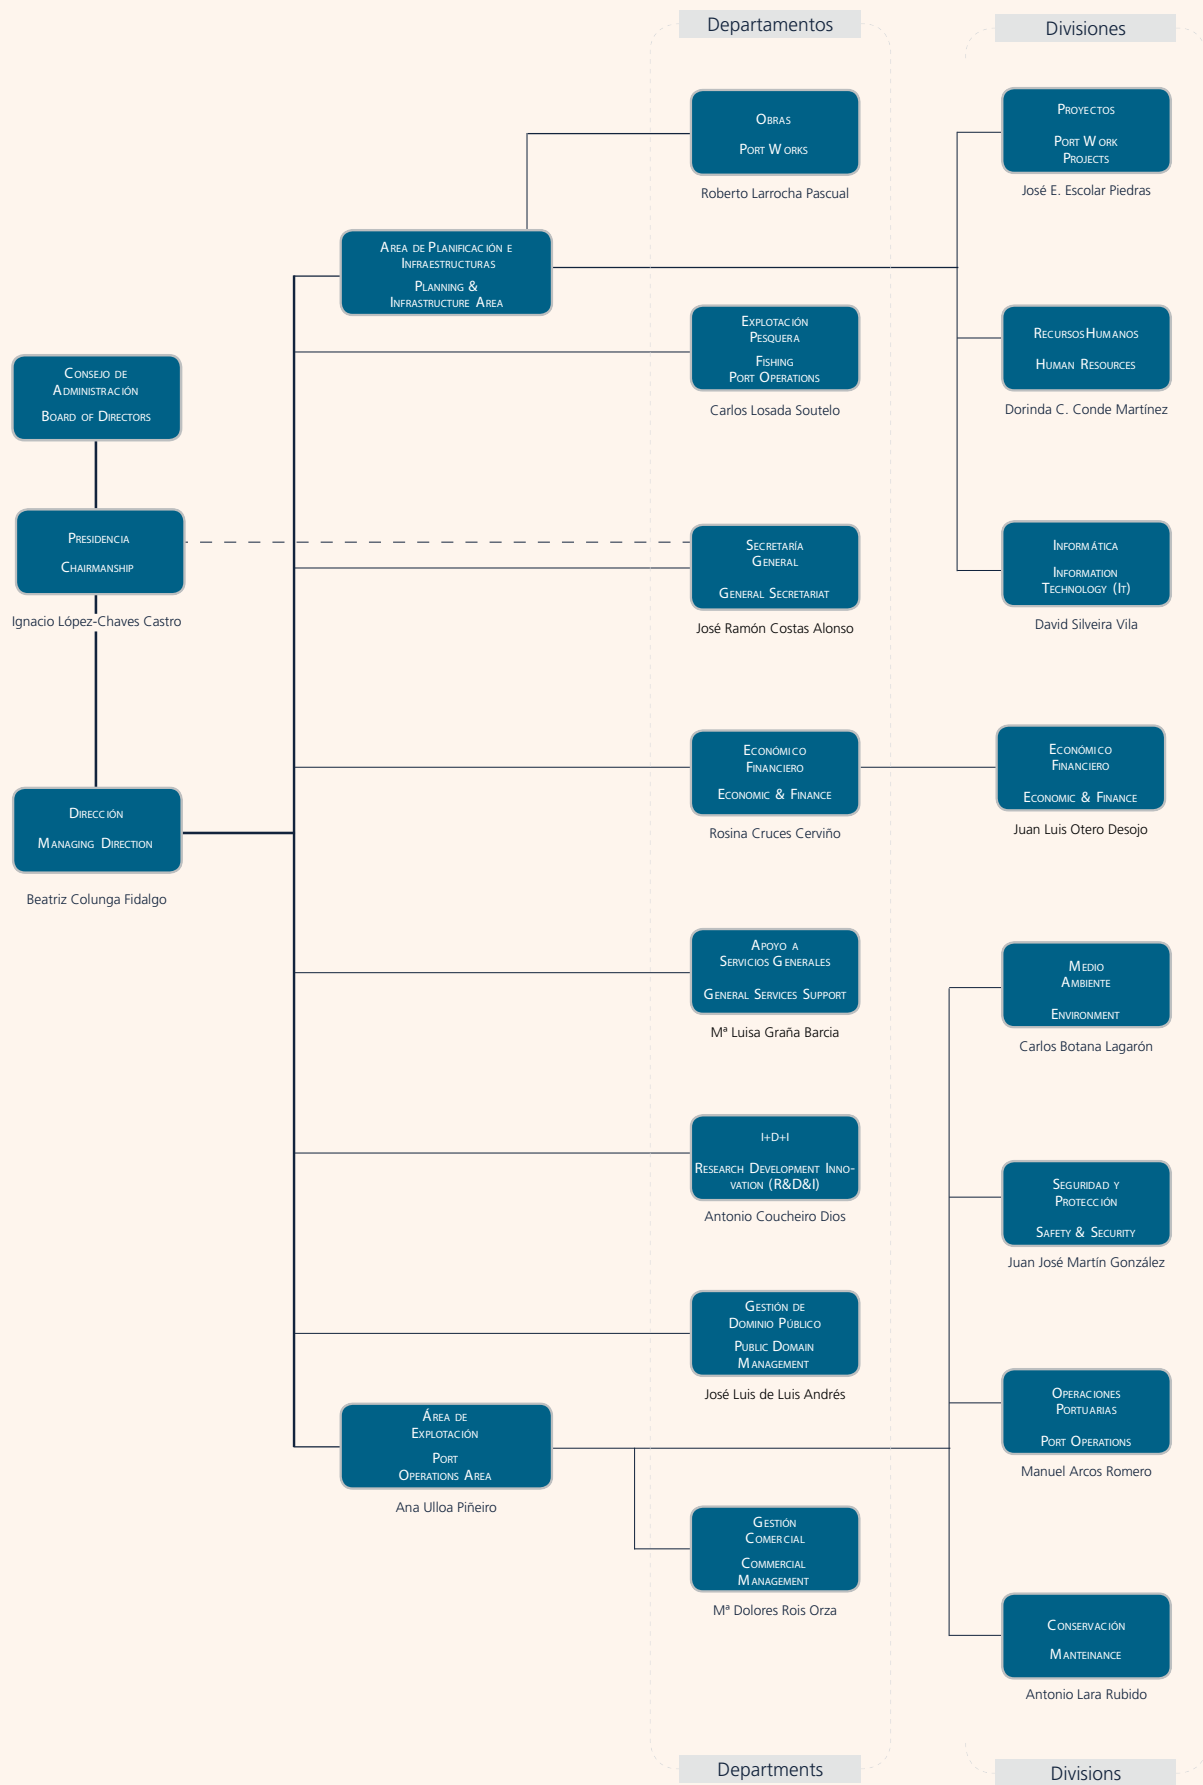 Departamentos
Divisiones
Obras
Port Works
Roberto Larrocha Pascual
Proyectos
Port Work
Projects
José E. Escolar Piedras
Area de Planificación e
Infraestructuras
Planning &
Infrastructure Area
Explotación
Pesquera
Fishing
Port Operations
Carlos Losada Soutelo
Recursos Humanos
Human Resources
Dorinda C. Conde Martínez
Consejo de
Administración
Board of Directors
Presidencia
Chairmanship
Ignacio López-Chaves Castro
Secretaría
General
General Secretariat
José Ramón Costas Alonso
Informática
Information
Technology (It)
David Silveira Vila
Dirección
Managing Direction
Beatriz Colunga Fidalgo
Económico
Financiero
Economic & Finance
Rosina Cruces Cerviño
Económico
Financiero
Economic & Finance
Juan Luis Otero Desojo
Apoyo a
Servicios Generales
General Services Support
Mª Luisa Graña Barcia
Medio
Ambiente
Environment
Carlos Botana Lagarón
I+D+I
Research Development Inno-
vation (R&D&I)
Antonio Coucheiro Dios
Seguridad y
Protección
Safety & Security
Juan José Martín González
Gestión de
Dominio Público
Public Domain
Management
José Luis de Luis Andrés
Operaciones
Portuarias
Port Operations
Manuel Arcos Romero
Área de
Explotación
Port
Operations Area
Ana Ulloa Piñeiro
Gestión
Comercial
Commercial
Management
Mª Dolores Rois Orza
Conservación
Manteinance
Antonio Lara Rubido
Departments
Divisions